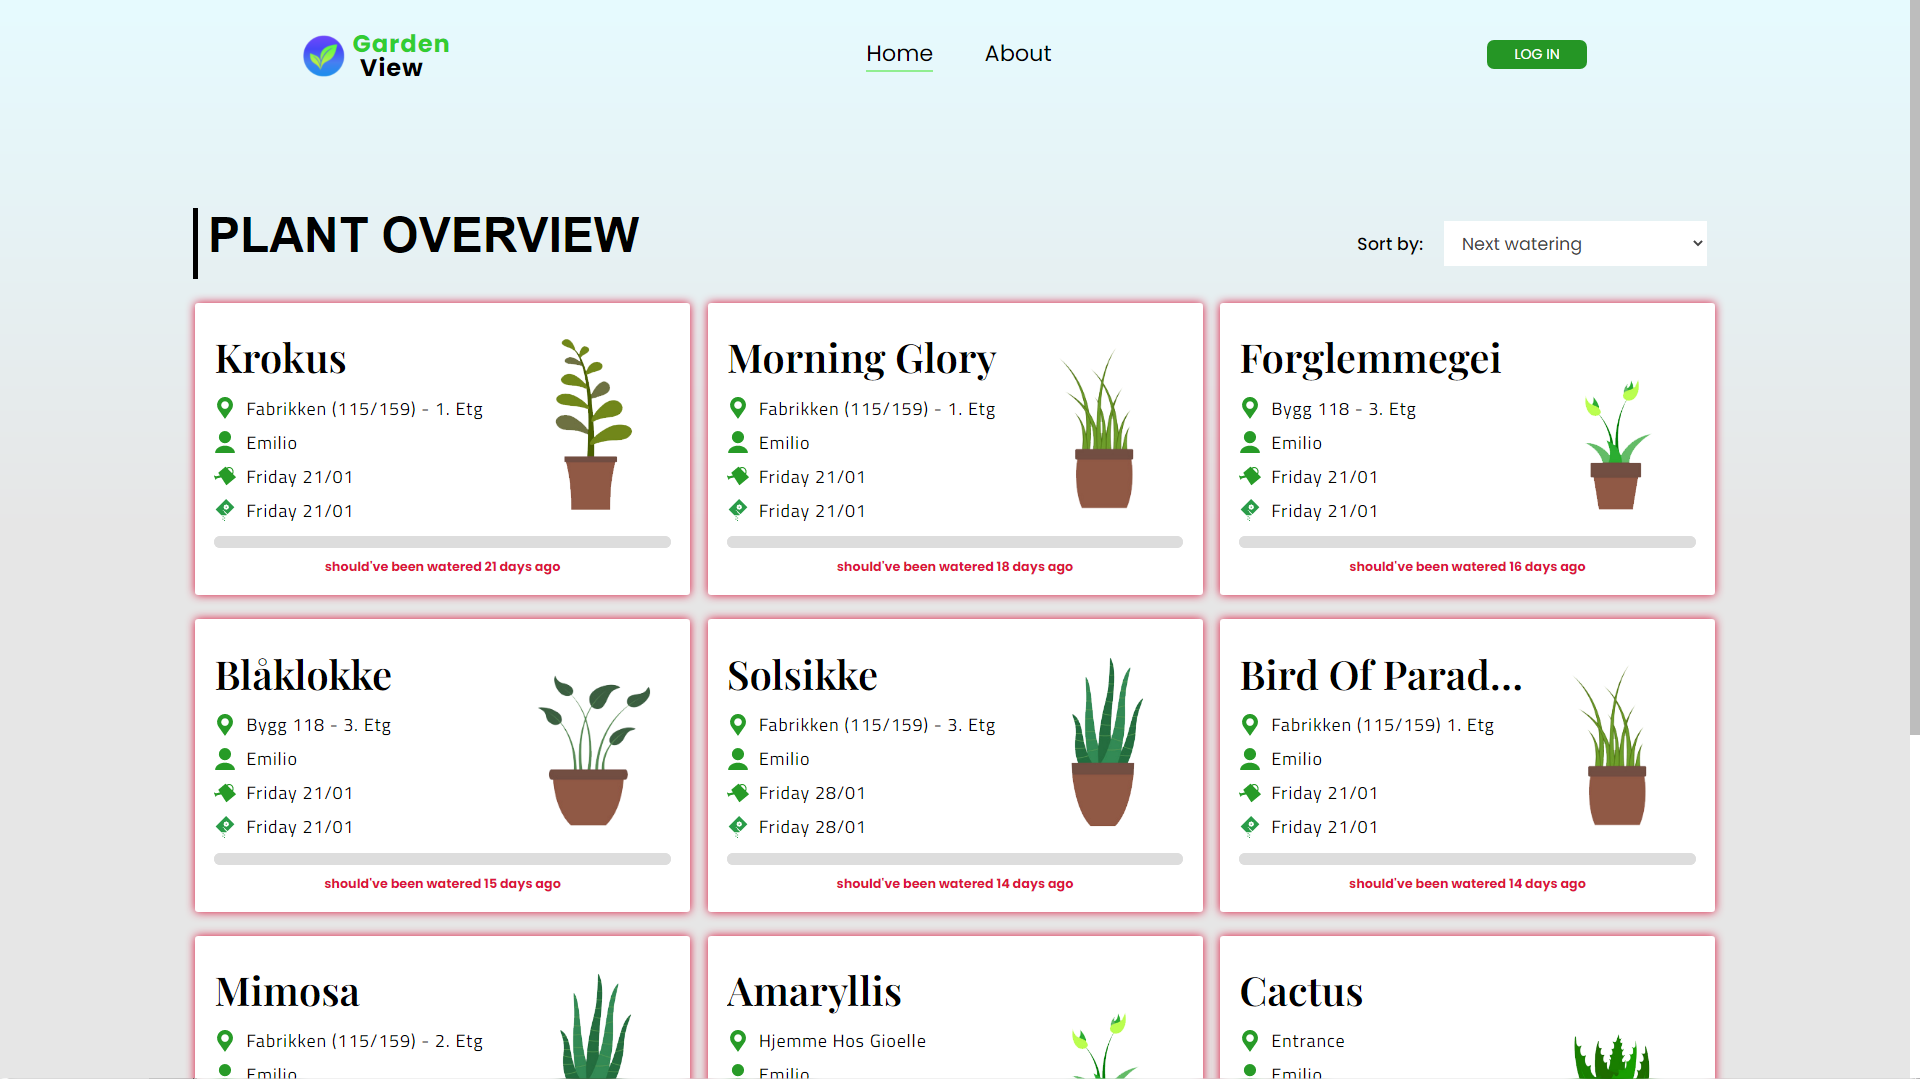 Garden
View
Home
About
LOG IN
PLANT OVERVIEW
Sort by:
Next watering
Krokus
Fabrikken (115/159) - 1. Etg
Emilio
Friday 21/01
Friday 21/01
should've been watered 21 days ago
Morning Glory
Fabrikken (115/159) - 1. Etg
Emilio
Friday 21/01
Friday 21/01
should've been watered 18 days ago
Forglemmegei
Bygg 118 - 3. Etg
Emilio
Friday 21/01
Friday 21/01
should've been watered 16 days ago
Blåklokke
Bygg 118 - 3. Etg
Emilio
Friday 21/01
Friday 21/01
should've been watered 15 days ago
Solsikke
Fabrikken (115/159) - 3. Etg
Emilio
Friday 28/01
Friday 28/01
should've been watered 14 days ago
Bird Of Parad...
Fabrikken (115/159) 1. Etg
Emilio
Friday 21/01
Friday 21/01
should've been watered 14 days ago
Mimosa
Fabrikken (115/159) - 2. Etg
Emilio
Amaryllis
Hjemme Hos Gioelle
Emilio
Cactus
Entrance
Emilio